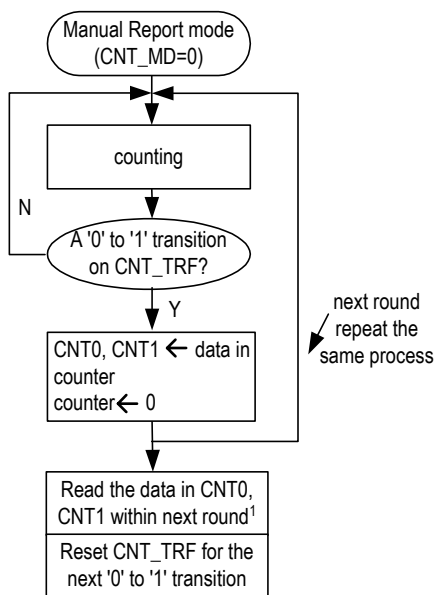 Manual Report mode
(CNT_MD=0)
counting
N
A '0' to '1' transition
on CNT_TRF?
Y
next round
repeat the
same process
CNT0, CNT1 ← data in
counter
counter← 0
Read the data in CNT0,
CNT1 within next round¹
Reset CNT_TRF for the
next '0' to '1' transition